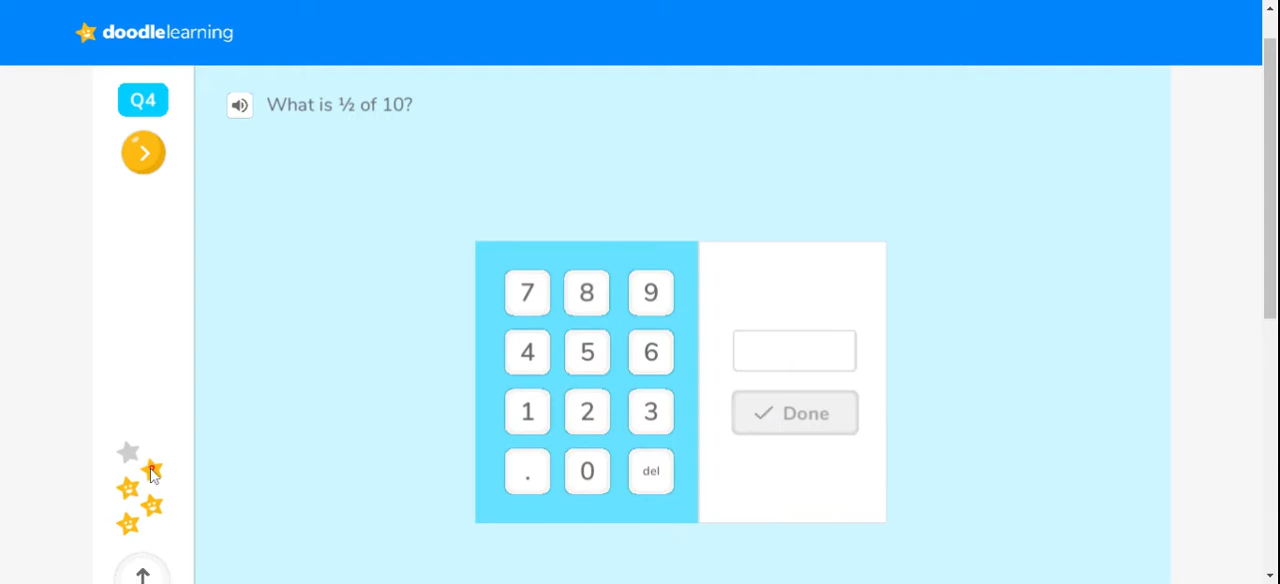 doodlelearning
Q4
What is ½ of 10?
7 8 9
4 5 6
1 2 3
. 0 del
Done